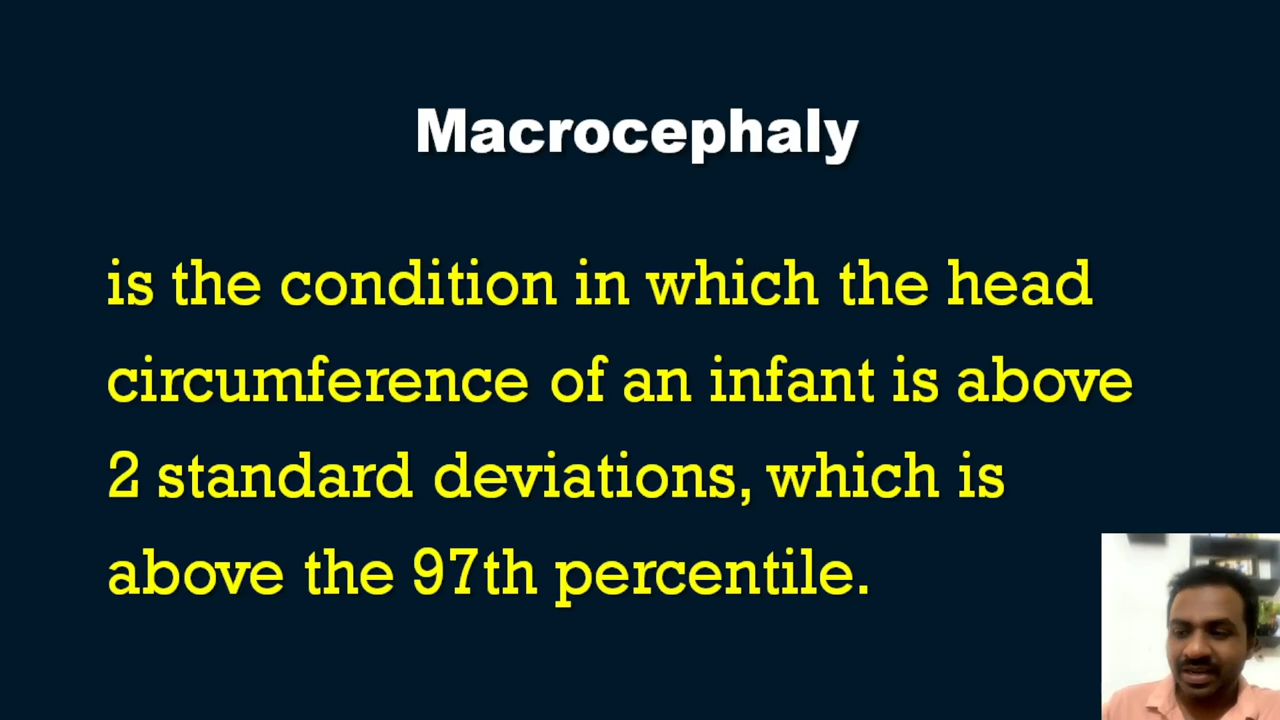 Macrocephaly
is the condition in which the head
circumference of an infant is above
2 standard deviations, which is
above the 97th percentile.